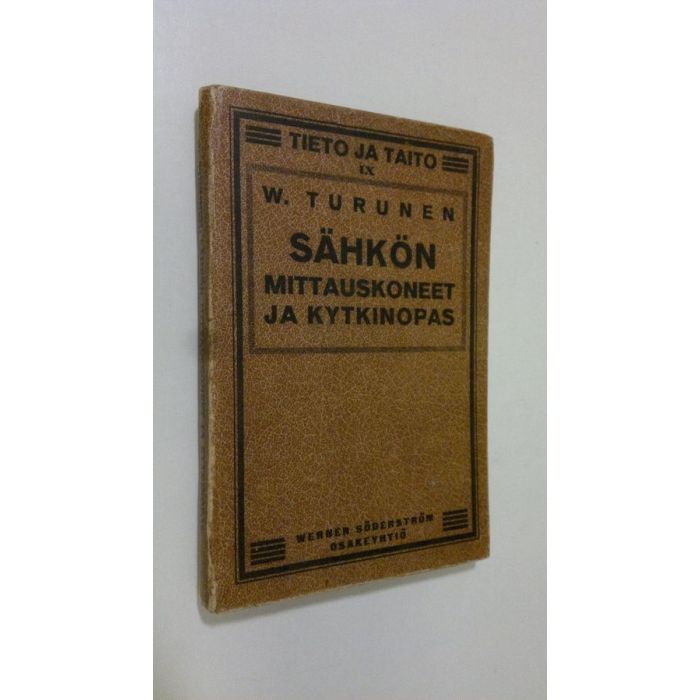 TIETO JA TAITO
IX
W. TURUNEN
SÄHKÖN
MITTAUSKONEET
JA KYTKINOPAS
WERNER SÖDERSTRÖM
OSAKEYHTIÖ